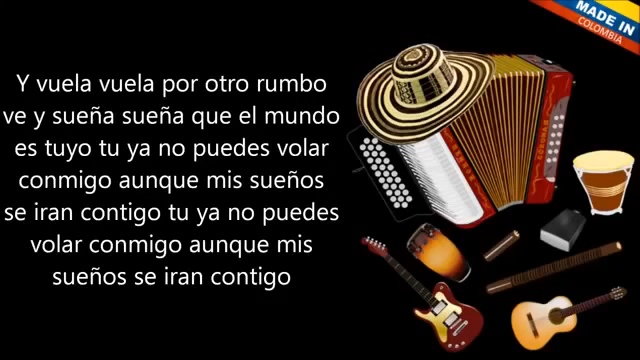 Y vuela vuela por otro rumbo
ve y sueña sueña que el mundo
es tuyo tu ya no puedes volar
conmigo aunque mis sueños
se iran contigo tu ya no puedes
volar conmigo aunque mis
sueños se iran contigo
MADE IN
COLOMBIA